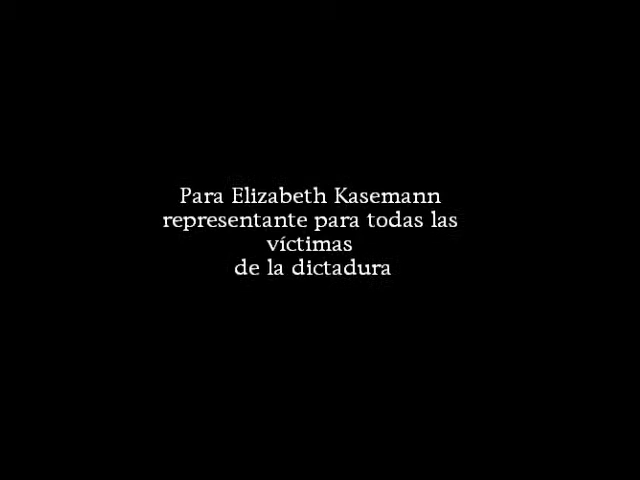 Para Elizabeth Kasemann
representante para todas las
víctimas
de la dictadura